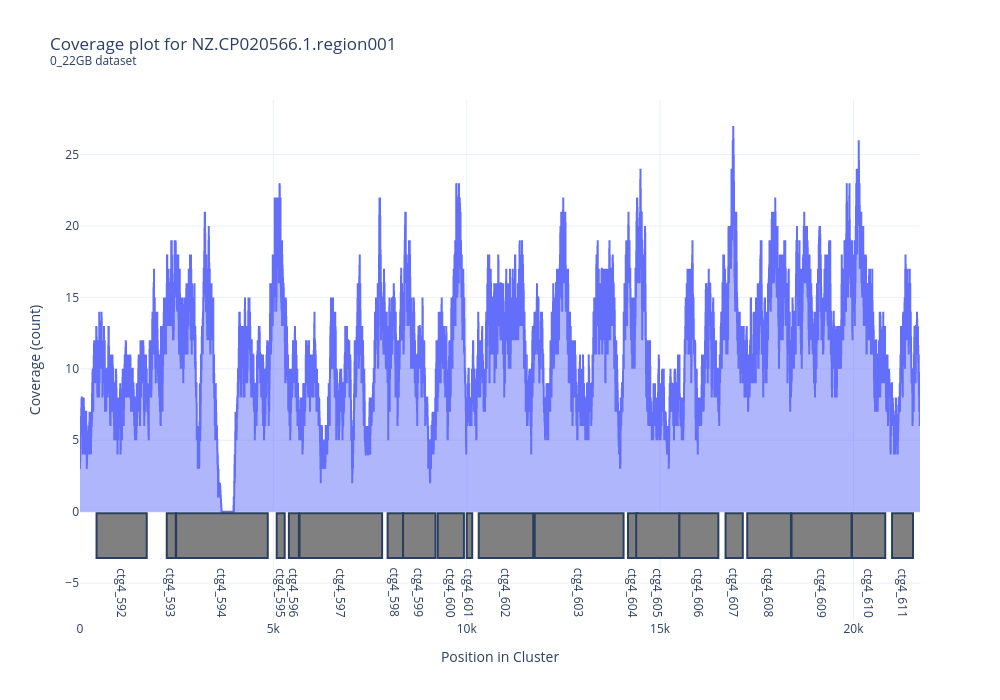 Coverage plot for NZ.CP020566.1.region001
0_22GB dataset
Coverage (count)
25
20
15
10
5
0
−5
ctg4_592
ctg4_593
ctg4_594
ctg4_595
ctg4_596
ctg4_597
ctg4_598
ctg4_599
ctg4_600
ctg4_601
ctg4_602
ctg4_603
ctg4_604
ctg4_605
ctg4_606
ctg4_607
ctg4_608
ctg4_609
ctg4_610
ctg4_611
0
5k
10k
15k
20k
Position in Cluster